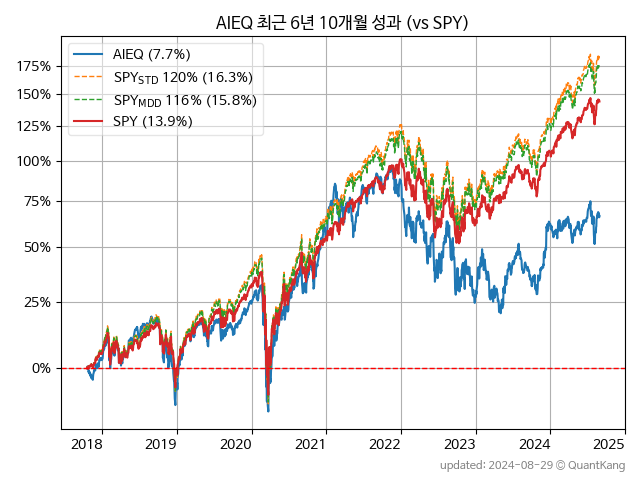 AIEQ 최근 6년 10개월 성과 (vs SPY)
AIEQ (7.7%)
SPY_STD 120% (16.3%)
SPY_MDD 116% (15.8%)
SPY (13.9%)
175%
150%
125%
100%
75%
50%
25%
0%
2018 2019 2020 2021 2022 2023 2024 2025
updated: 2024-08-29 © QuantKang